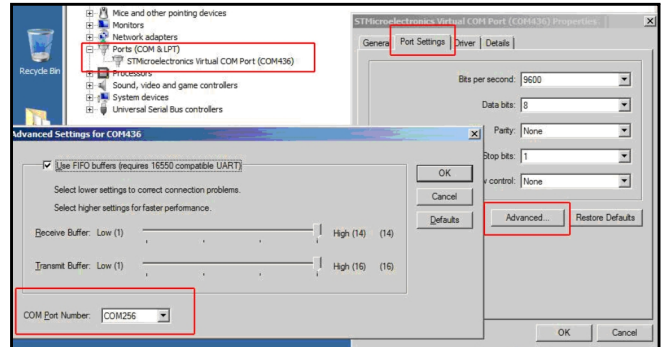 Mice and other pointing devices
Monitors
Network adapters
Ports (COM & LPT)
STMicroelectronics Virtual COM Port (COM436)
Processors
Sound, video and game controllers
System devices
Universal Serial Bus controllers
Recycle Bin
STMicroelectronics Virtual COM Port (COM436) Properties
General Port Settings Driver Details
Bits per second: 9600
Data bits: 8
Parity: None
Stop bits: 1
w control: None
Advanced... Restore Defaults
OK Cancel
Advanced Settings for COM436
Use FIFO buffers (requires 16550 compatible UART)
Select lower settings to correct connection problems.
Select higher settings for faster performance.
Receive Buffer: Low (1) High (14) (14)
Transmit Buffer: Low (1) High (16) (16)
COM Port Number: COM256
OK
Cancel
Defaults